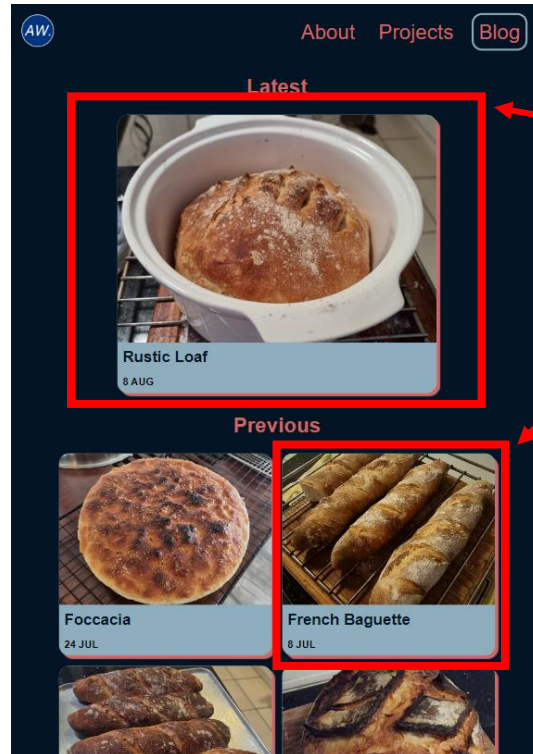 AW.
About Projects Blog
Latest
Rustic Loaf
8 AUG
Previous
Foccacia
24 JUL
French Baguette
8 JUL